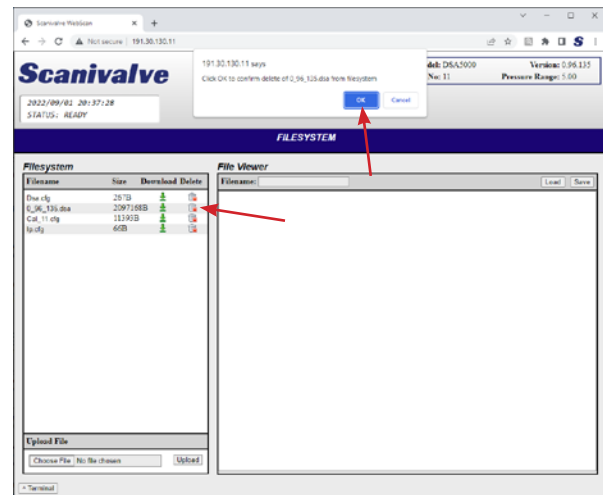 Scanivalve WebScan
Not secure 191.30.130.11
191.30.130.11 says
Click OK to confirm delete of 0_96_135.dsa from filesystem
OK Cancel
Scanivalve
DSA5000 Version: 0.96.135
No: 11 Pressure Range: 5.00
2022/09/01 20:37:28
STATUS: READY
FILESYSTEM
Filesystem
Filename Size Download Delete
Dsa.cfg 267B
0_96_135.dsa 2097168B
Cal_11.cfg 11393B
Ip.cfg 66B
Upload File
Choose File No file chosen Upload
File Viewer
Filename: Load Save
^ Terminal